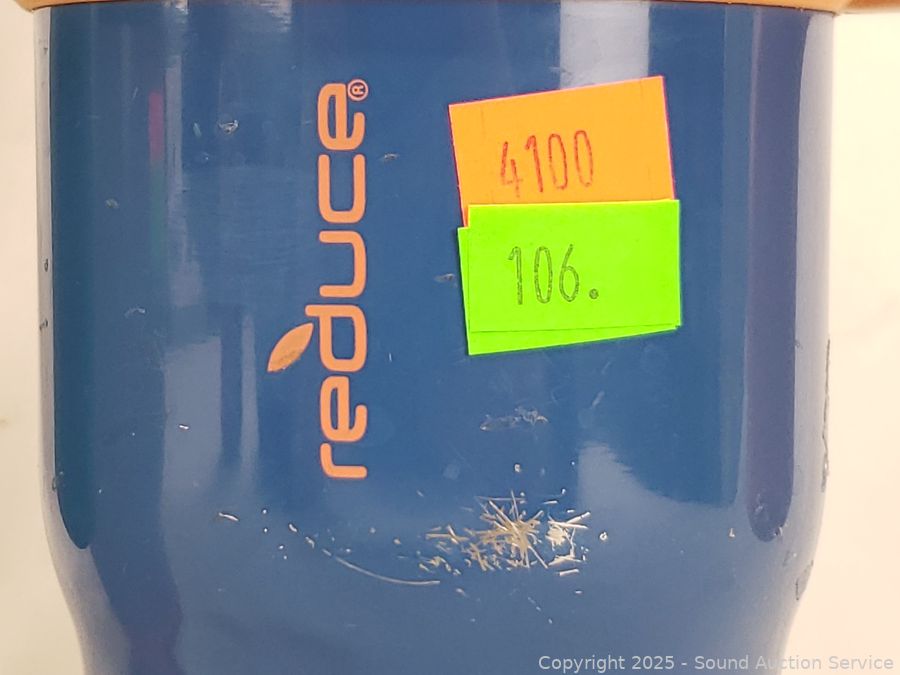 reduce®
4100
106.
Copyright 2025 - Sound Auction Service